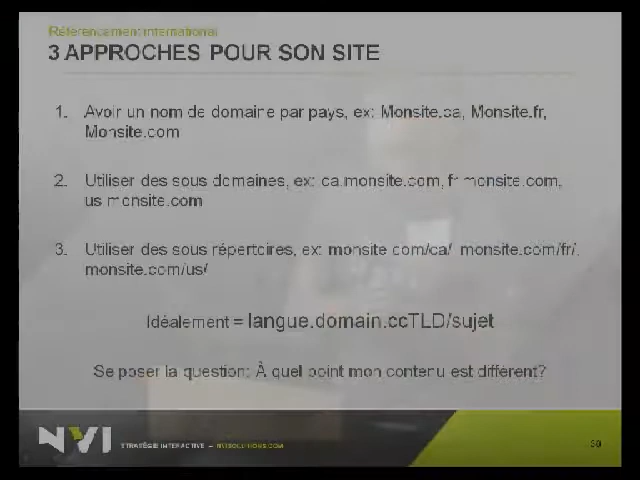 Référencement international
3 APPROCHES POUR SON SITE
1. Avoir un nom de domaine par pays, ex: Monsite.ca, Monsite.fr,
Monsite.com
2. Utiliser des sous domaines, ex: ca.monsite.com, fr.monsite.com,
us.monsite.com
3. Utiliser des sous répertoires, ex: monsite.com/ca/, monsite.com/fr/,
monsite.com/us/
Idéalement = langue.domain.ccTLD/sujet
Se poser la question: À quel point mon contenu est différent?
NVI STRATÉGIE INTERACTIVE – NVISOLUTIONS.COM
30